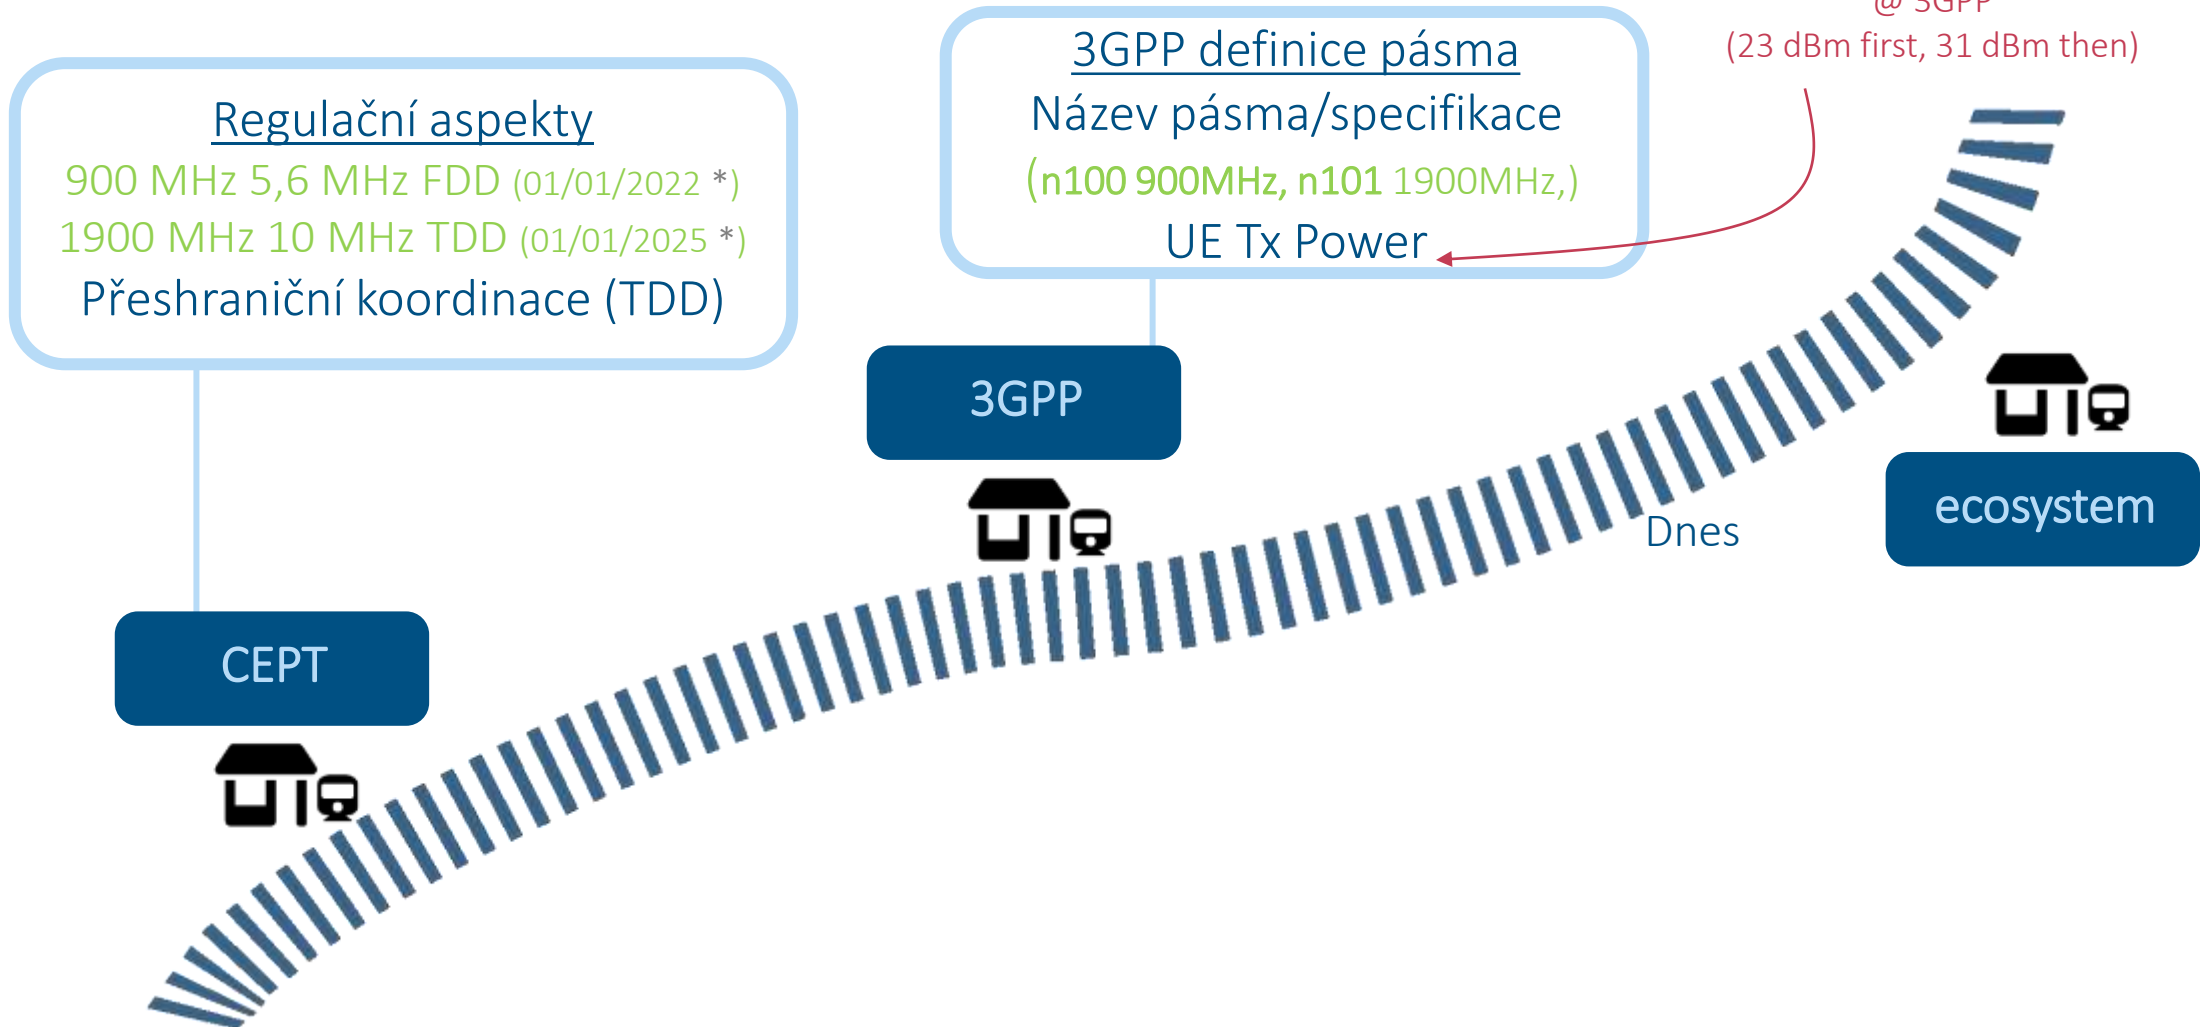 @ 3GPP
(23 dBm first, 31 dBm then)
3GPP definice pásma
Název pásma/specifikace
(n100 900MHz, n101 1900MHz,)
UE Tx Power
Regulační aspekty
900 MHz 5,6 MHz FDD (01/01/2022 *)
1900 MHz 10 MHz TDD (01/01/2025 *)
Přeshraniční koordinace (TDD)
3GPP
ecosystem
Dnes
CEPT